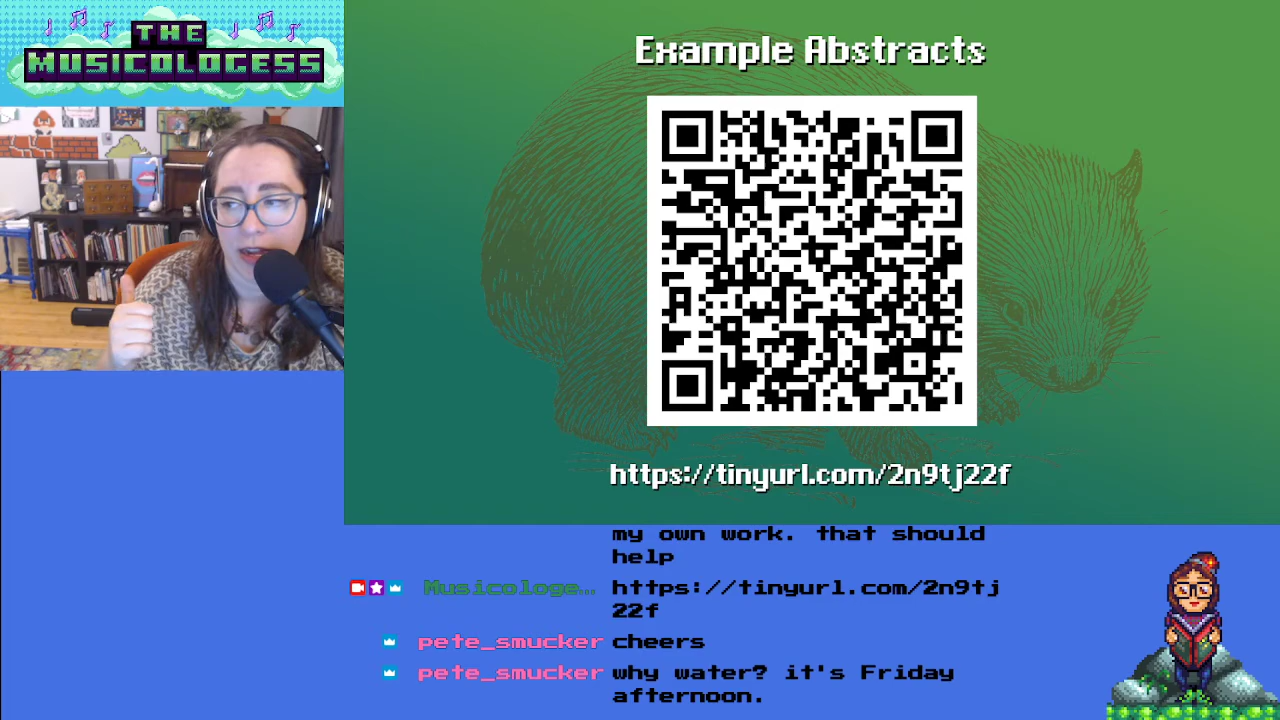 THE
MUSICOLOGESS
Example Abstracts
https://tinyurl.com/2n9tj22f
my own work. that should
help
Musicologe… https://tinyurl.com/2n9tj
22f
pete_smucker cheers
pete_smucker why water? it's Friday
afternoon.